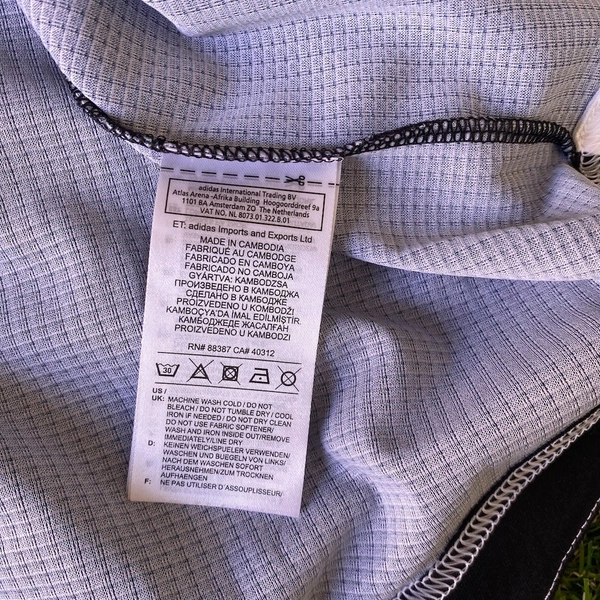 adidas International Trading BV
Atlas Arena -Afrika Building Hoogoorddreef 9a
1101 BA Amsterdam ZO The Netherlands
VAT NO. NL 8073.01.322.B.01
ET: adidas Imports and Exports Ltd
MADE IN CAMBODIA
FABRIQUÉ AU CAMBODGE
FABRICADO EN CAMBOYA
FABRICADO NO CAMBOJA
GYÁRTVA: KAMBODZSA
ПРОИЗВЕДЕНО В КАМБОДЖА
СДЕЛАНО В КАМБОДЖЕ
PROIZVEDENO U KOMBODŽI
KAMBOÇYA'DA İMAL EDİLMİŞTİR.
КАМБОДЖЕДЕ ЖАСАЛҒАН
PROIZVEDENO U KAMBODZI
RN# 88387 CA# 40312
30
US /
UK: MACHINE WASH COLD / DO NOT
BLEACH / DO NOT TUMBLE DRY / COOL
IRON IF NEEDED / DO NOT DRY CLEAN
DO NOT USE FABRIC SOFTENER/
WASH AND IRON INSIDE OUT/REMOVE
IMMEDIATELY/LINE DRY
D: KEINEN WEICHSPUELER VERWENDEN/
WASCHEN UND BUEGELN VON LINKS/
NACH DEM WASCHEN SOFORT
HERAUSNEHMEN/ZUM TROCKNEN
AUFHAENGEN
F: NE PAS UTILISER D'ASSOUPLISSEUR/